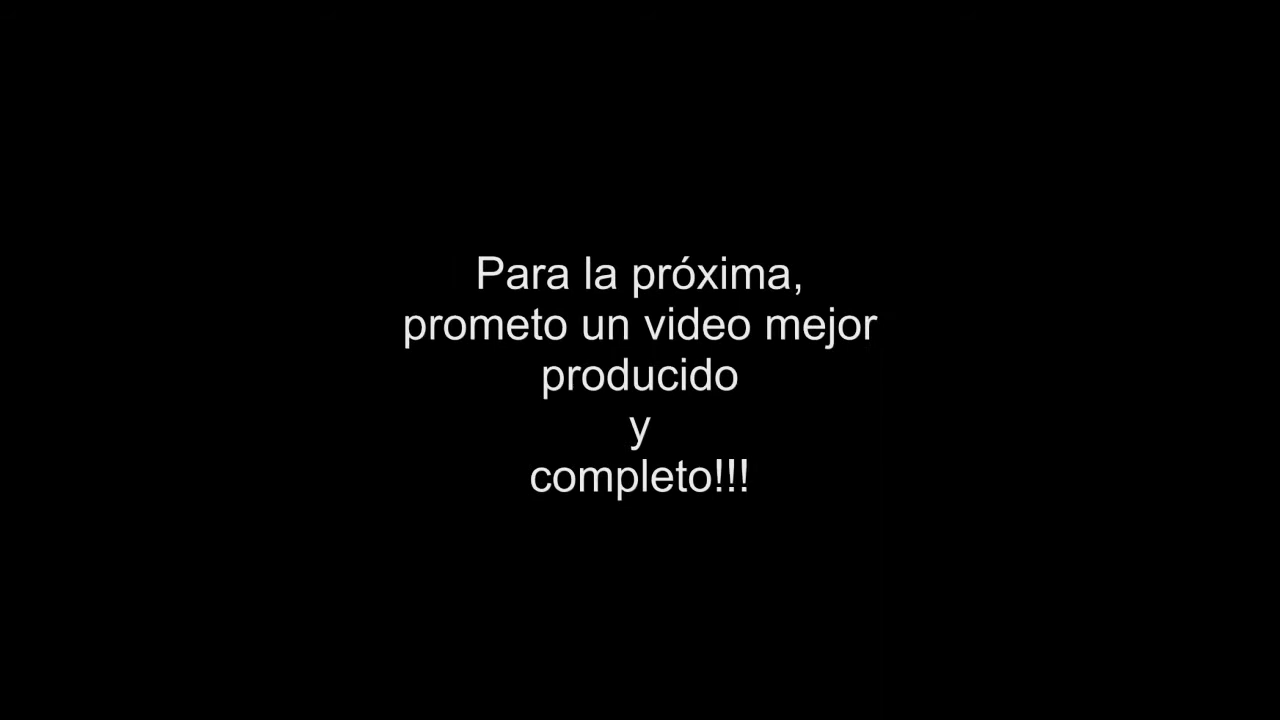 Para la próxima,
prometo un video mejor
producido
y
completo!!!